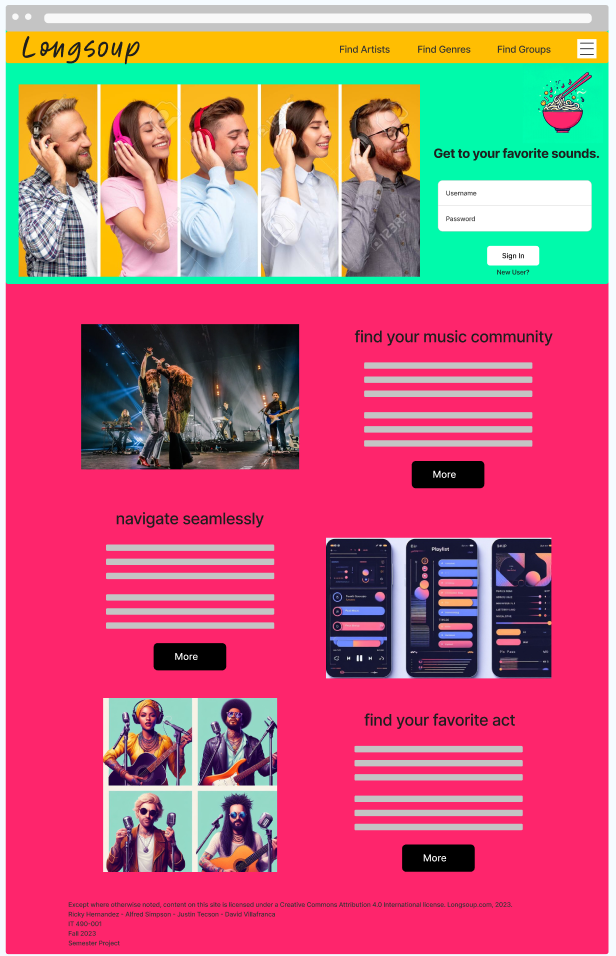 Longsoup
Find Artists
Find Genres
Find Groups
Get to your favorite sounds.
Username
Password
Sign In
New User?
find your music community
More
navigate seamlessly
More
Playlist
find your favorite act
More
Except where otherwise noted, content on this site is licensed under a Creative Commons Attribution 4.0 International license. Longsoup.com, 2023.
Ricky Hernandez - Alfred Simpson - Justin Tecson - David Villafranca
IT 490-001
Fall 2023
Semester Project